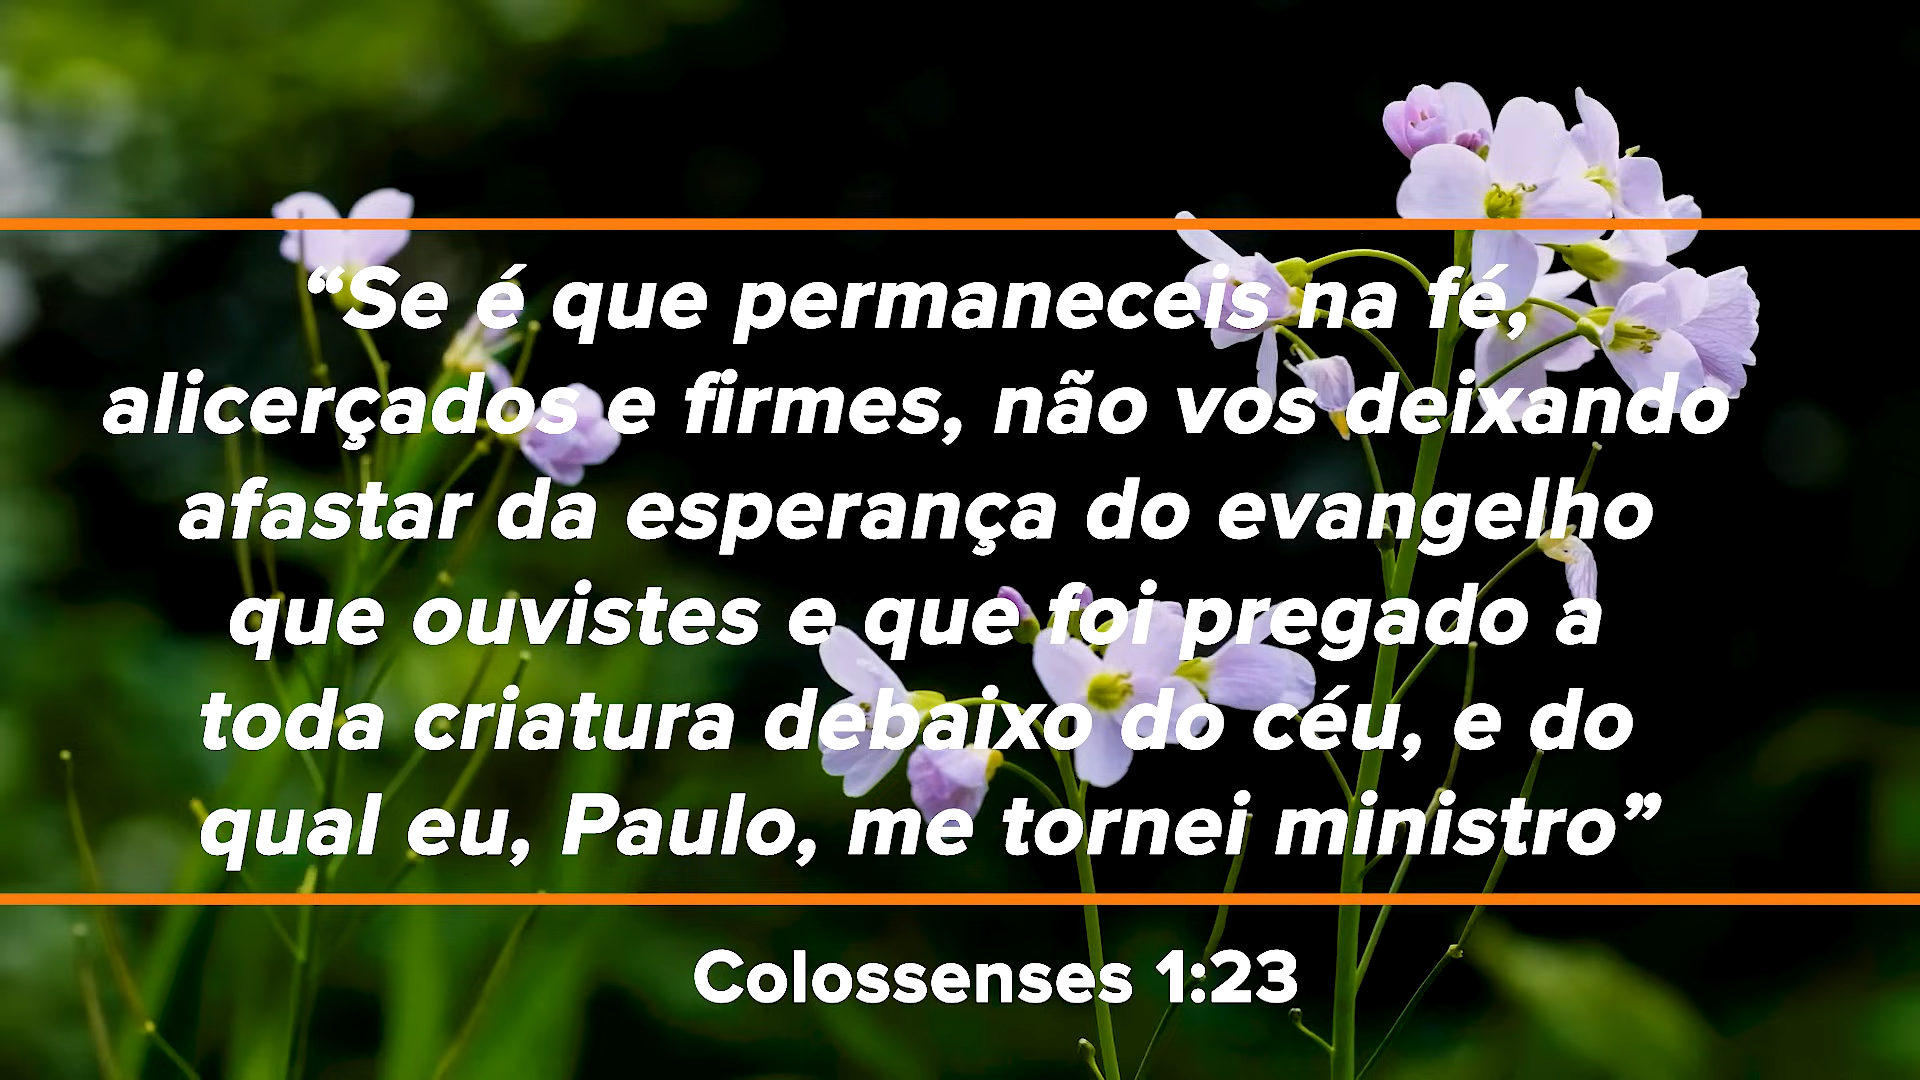 “Se é que permaneceis na fé,
alicerçados e firmes, não vos deixando
afastar da esperança do evangelho
que ouvistes e que foi pregado a
toda criatura debaixo do céu, e do
qual eu, Paulo, me tornei ministro”
Colossenses 1:23